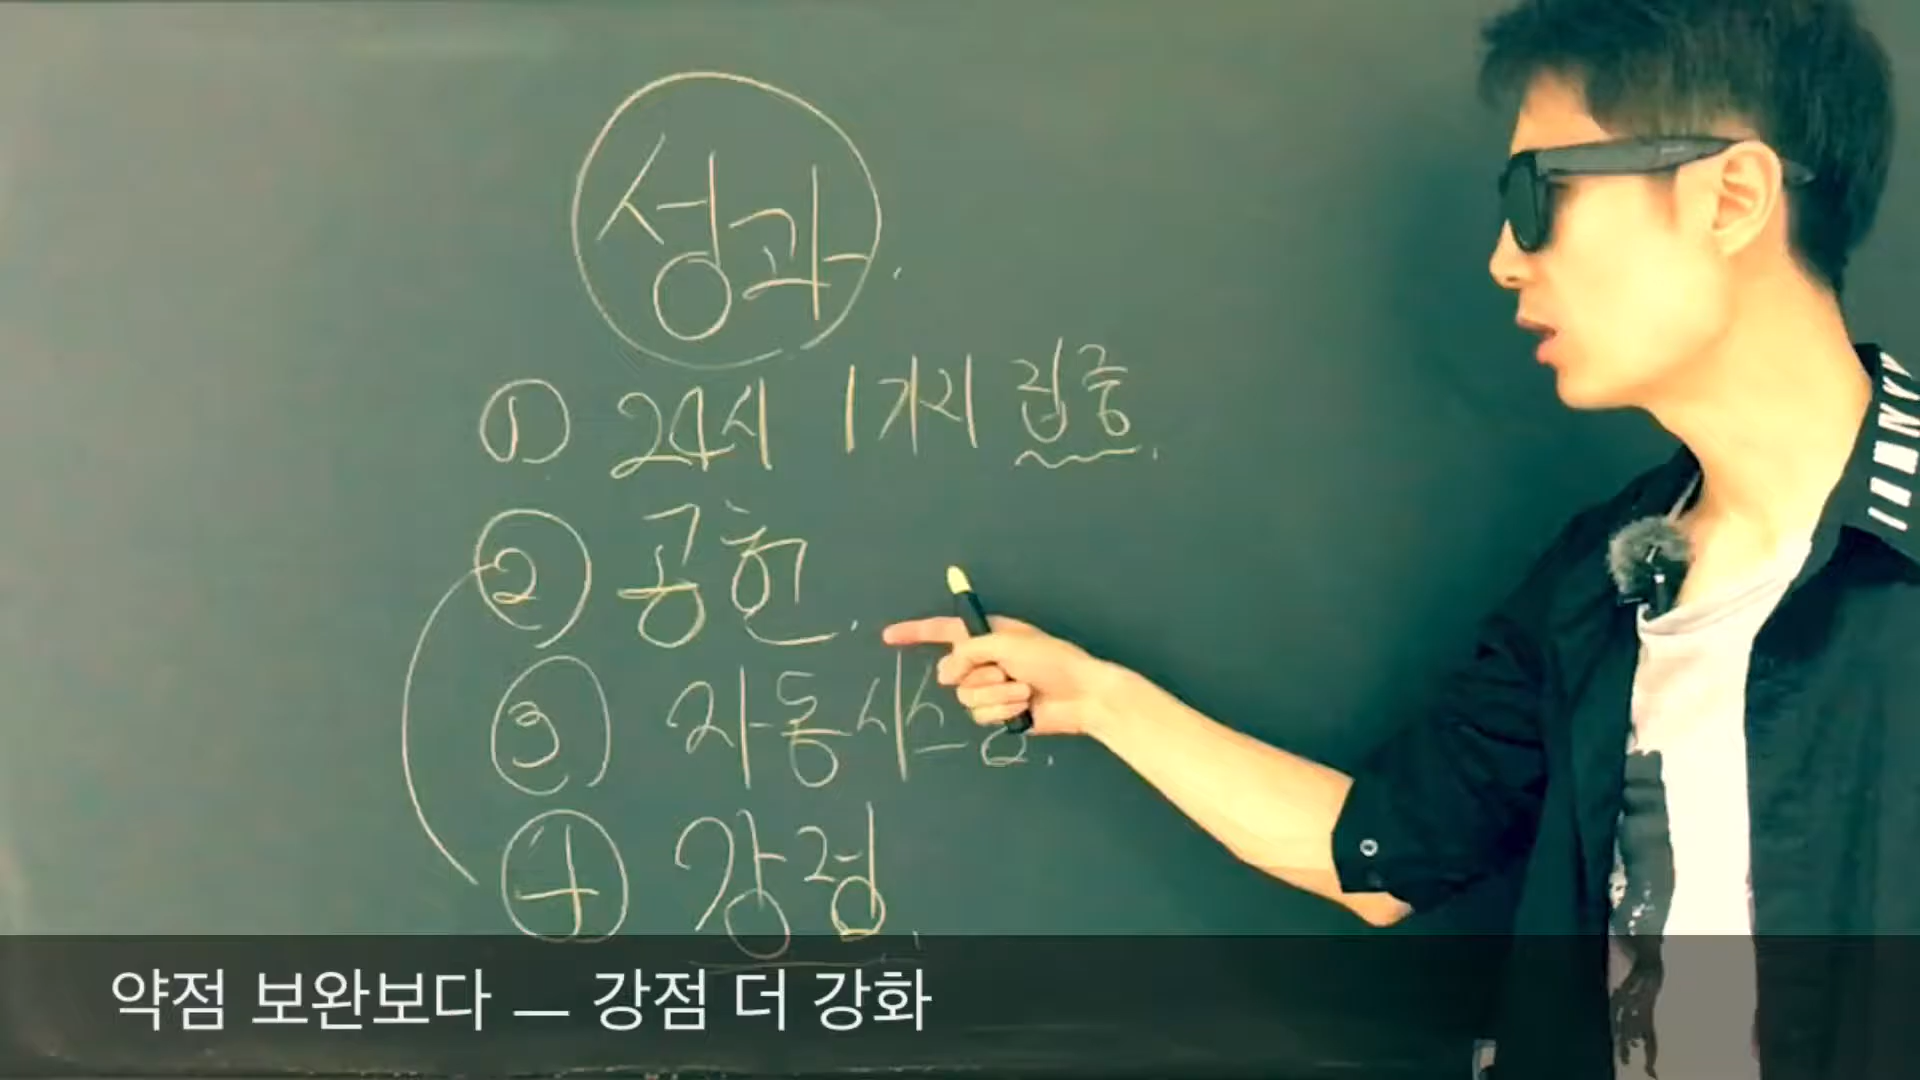 성과.
① 24시 1가지 집중.
② 공헌.
③ 자동시스템.
④ 강점.
약점 보완보다 — 강점 더 강화